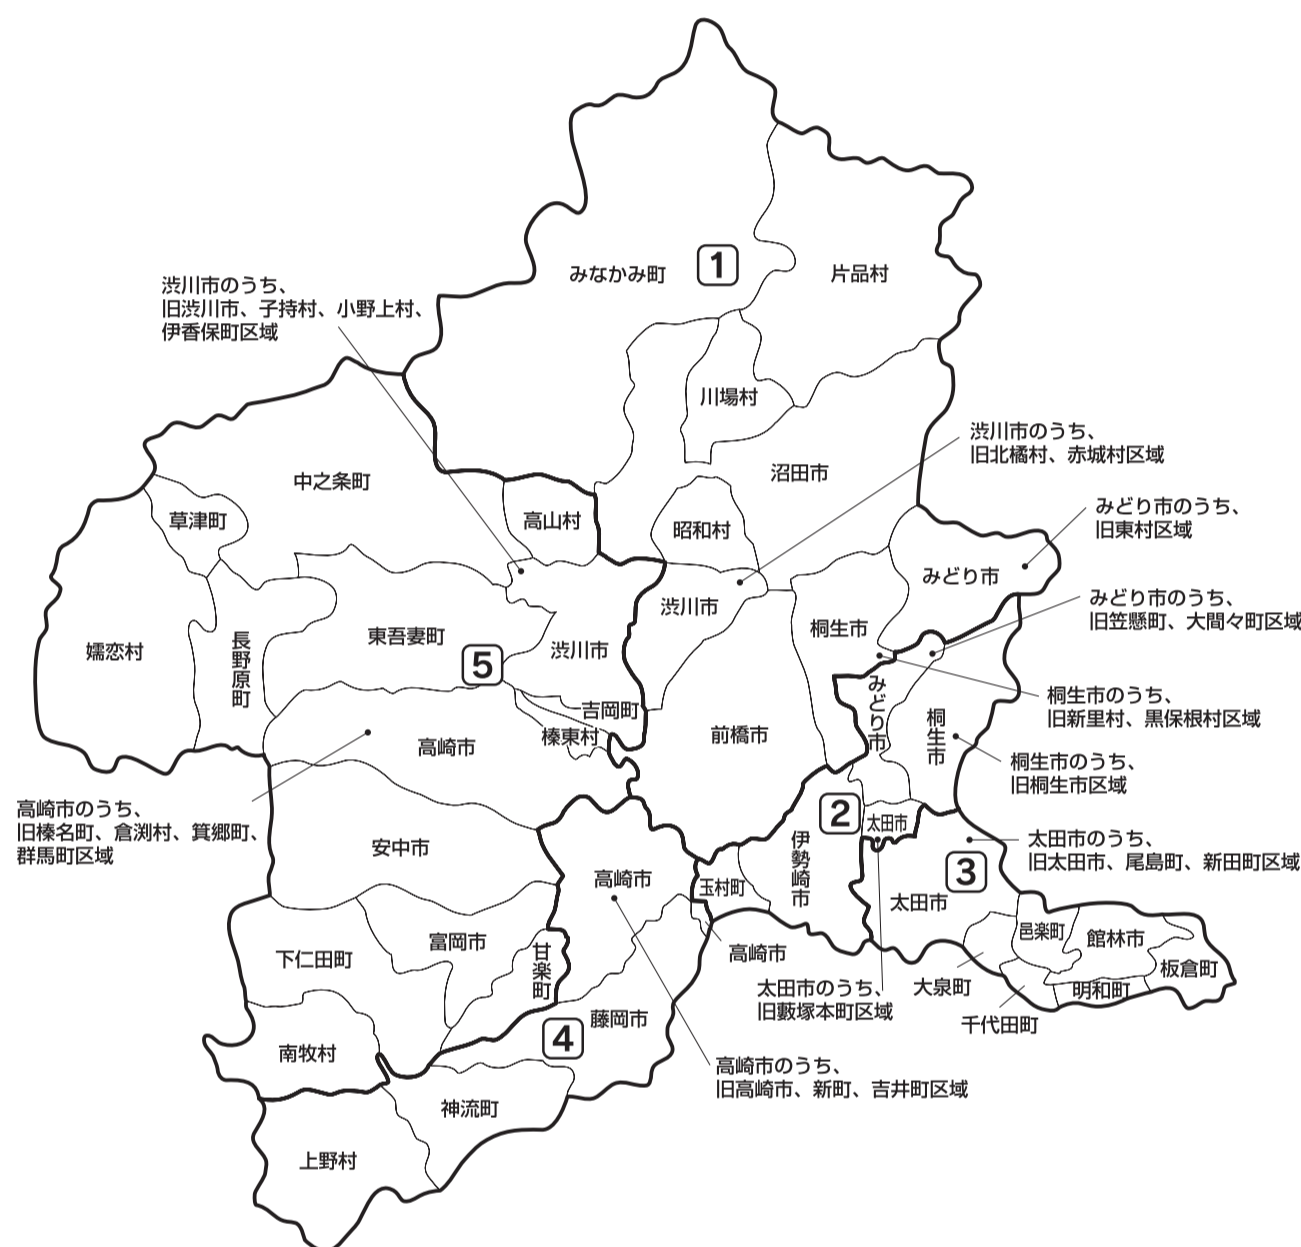 みなかみ町
1
片品村
渋川市のうち、
旧渋川市、子持村、小野上村、
伊香保町区域
川場村
渋川市のうち、
旧北橘村、赤城村区域
沼田市
中之条町
草津町
高山村
昭和村
みどり市のうち、
旧東村区域
みどり市
渋川市
桐生市
みどり市のうち、
旧笠懸町、大間々町区域
東吾妻町
嬬恋村
長野原町
5
渋川市
みどり市
桐生市
桐生市のうち、
旧新里村、黒保根村区域
吉岡町
榛東村
前橋市
高崎市
桐生市のうち、
旧桐生市区域
高崎市のうち、
旧榛名町、倉渕村、箕郷町、
群馬町区域
2
太田市
太田市のうち、
旧太田市、尾島町、新田町区域
安中市
伊勢崎市
3
高崎市
玉村町
太田市
邑楽町
館林市
板倉町
富岡市
下仁田町
甘楽町
高崎市
太田市のうち、
旧藪塚本町区域
大泉町
明和町
千代田町
藤岡市
4
南牧村
高崎市のうち、
旧高崎市、新町、吉井町区域
神流町
上野村